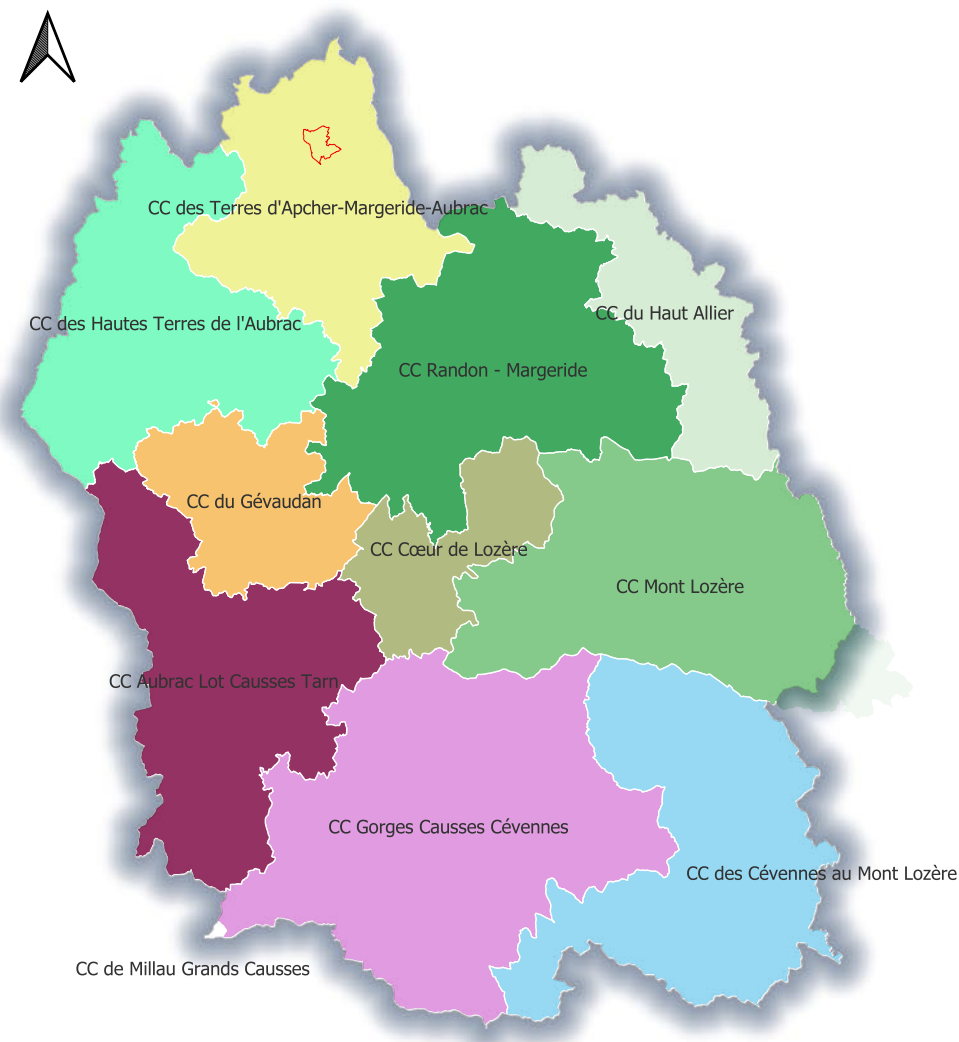 CC des Terres d'Apcher-Margeride-Aubrac
CC des Hautes Terres de l'Aubrac
CC du Haut Allier
CC Randon - Margeride
CC du Gévaudan
CC Cœur de Lozère
CC Mont Lozère
CC Aubrac Lot Causses Tarn
CC Gorges Causses Cévennes
CC des Cévennes au Mont Lozère
CC de Millau Grands Causses